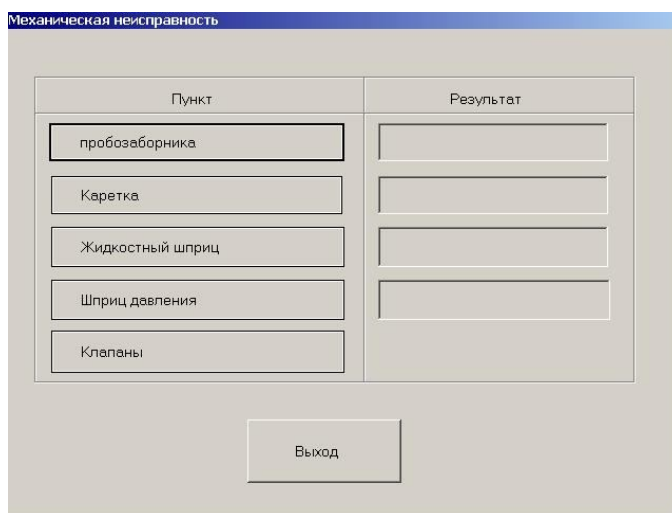 Механическая неисправность
Пункт
Результат
пробозаборника
Каретка
Жидкостный шприц
Шприц давления
Клапаны
Выход